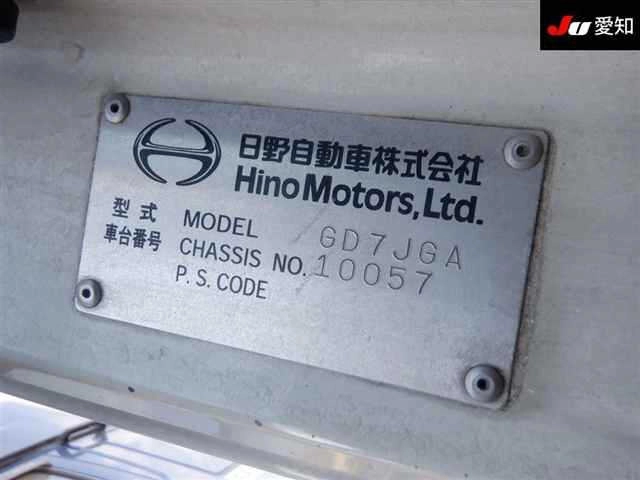 JU 愛知
日野自動車株式会社
Hino Motors, Ltd.
型式 MODEL GD7JGA
車台番号 CHASSIS NO. 10057
P.S. CODE